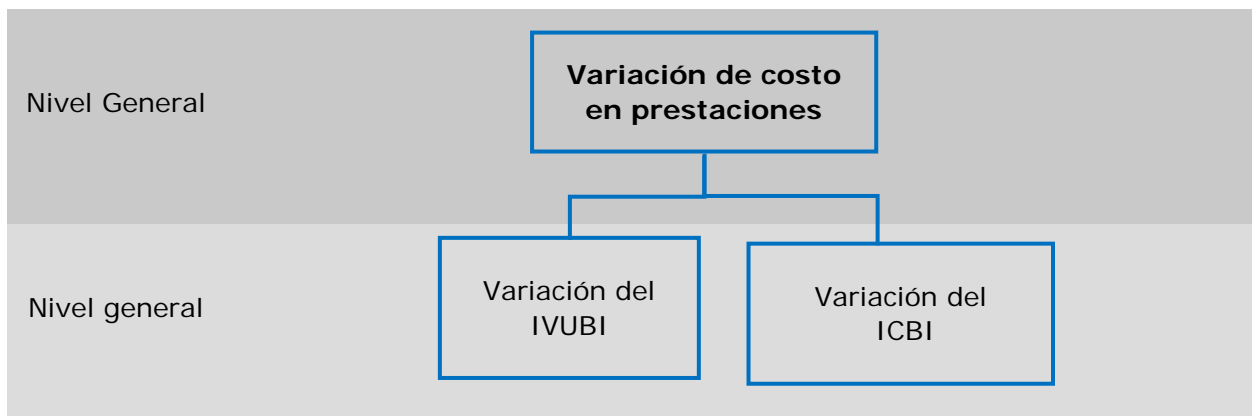 Nivel General
Variación de costo
en prestaciones
Nivel general
Variación del
IVUBI
Variación del
ICBI